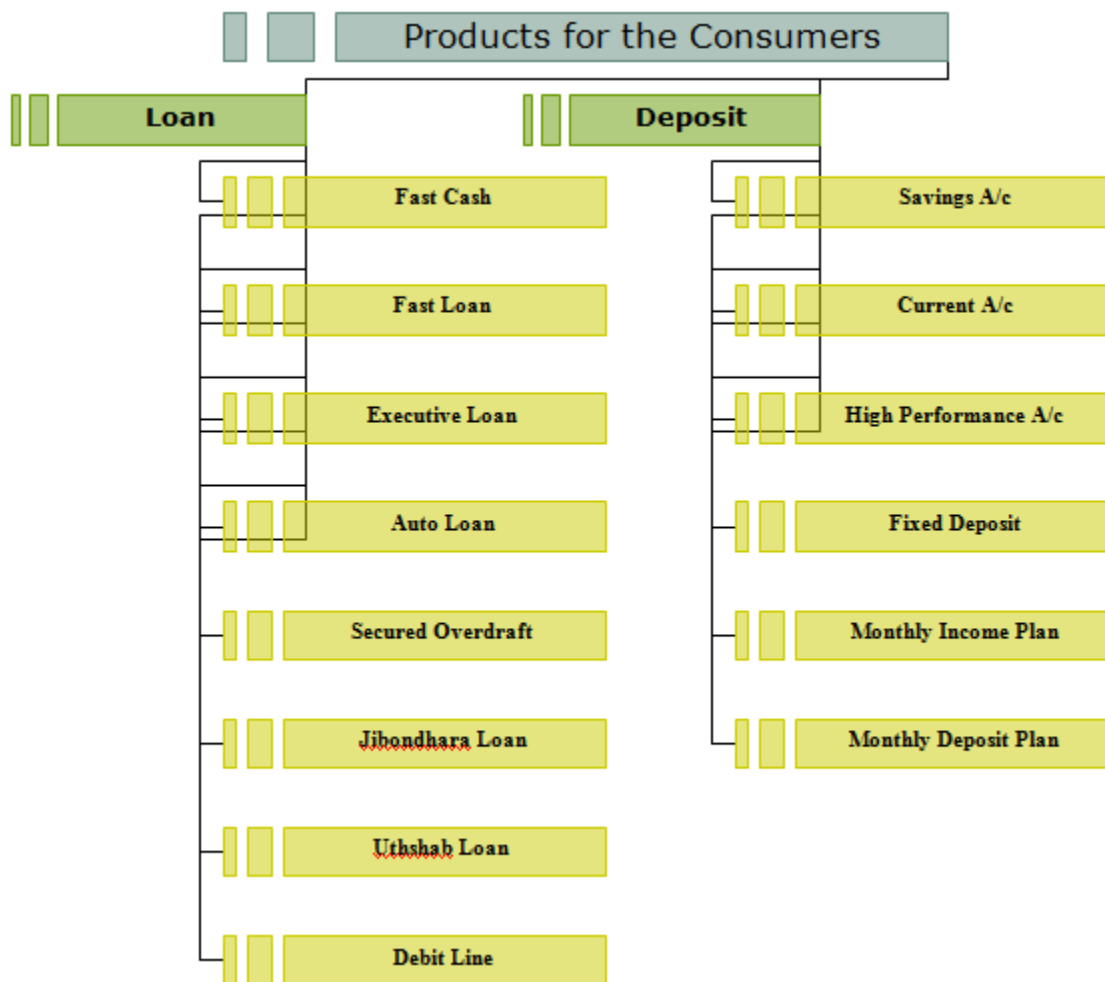 Products for the Consumers
Loan
Fast Cash
Fast Loan
Executive Loan
Auto Loan
Secured Overdraft
Jibondhara Loan
Uthshab Loan
Debit Line
Deposit
Savings A/c
Current A/c
High Performance A/c
Fixed Deposit
Monthly Income Plan
Monthly Deposit Plan